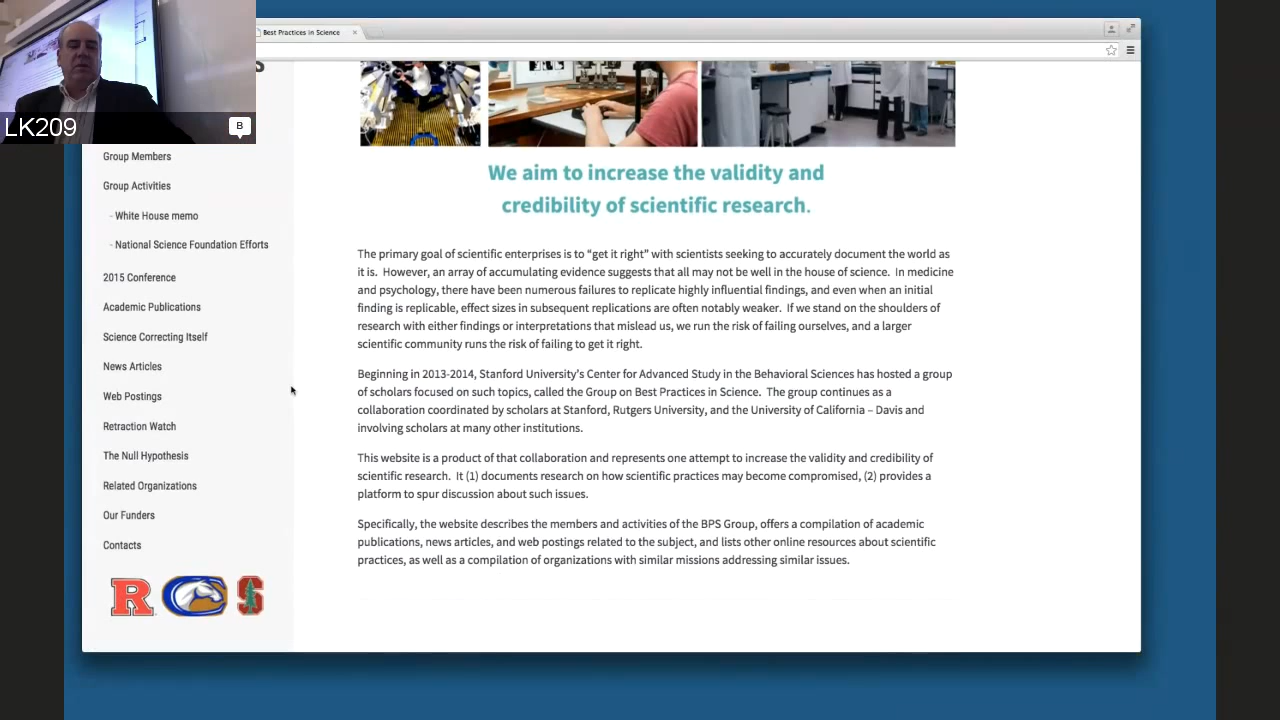 Best Practices in Science
LK209
B
S
Group Members
Group Activities
- White House memo
- National Science Foundation Efforts
2015 Conference
Academic Publications
Science Correcting Itself
News Articles
Web Postings
Retraction Watch
The Null Hypothesis
Related Organizations
Our Funders
Contacts
R
S
We aim to increase the validity and
credibility of scientific research.
The primary goal of scientific enterprises is to “get it right” with scientists seeking to accurately document the world as
it is.  However, an array of accumulating evidence suggests that all may not be well in the house of science.  In medicine
and psychology, there have been numerous failures to replicate highly influential findings, and even when an initial
finding is replicable, effect sizes in subsequent replications are often notably weaker.  If we stand on the shoulders of
research with either findings or interpretations that mislead us, we run the risk of failing ourselves, and a larger
scientific community runs the risk of failing to get it right.
Beginning in 2013-2014, Stanford University’s Center for Advanced Study in the Behavioral Sciences has hosted a group
of scholars focused on such topics, called the Group on Best Practices in Science.  The group continues as a
collaboration coordinated by scholars at Stanford, Rutgers University, and the University of California – Davis and
involving scholars at many other institutions.
This website is a product of that collaboration and represents one attempt to increase the validity and credibility of
scientific research.  It (1) documents research on how scientific practices may become compromised, (2) provides a
platform to spur discussion about such issues.
Specifically, the website describes the members and activities of the BPS Group, offers a compilation of academic
publications, news articles, and web postings related to the subject, and lists other online resources about scientific
practices, as well as a compilation of organizations with similar missions addressing similar issues.